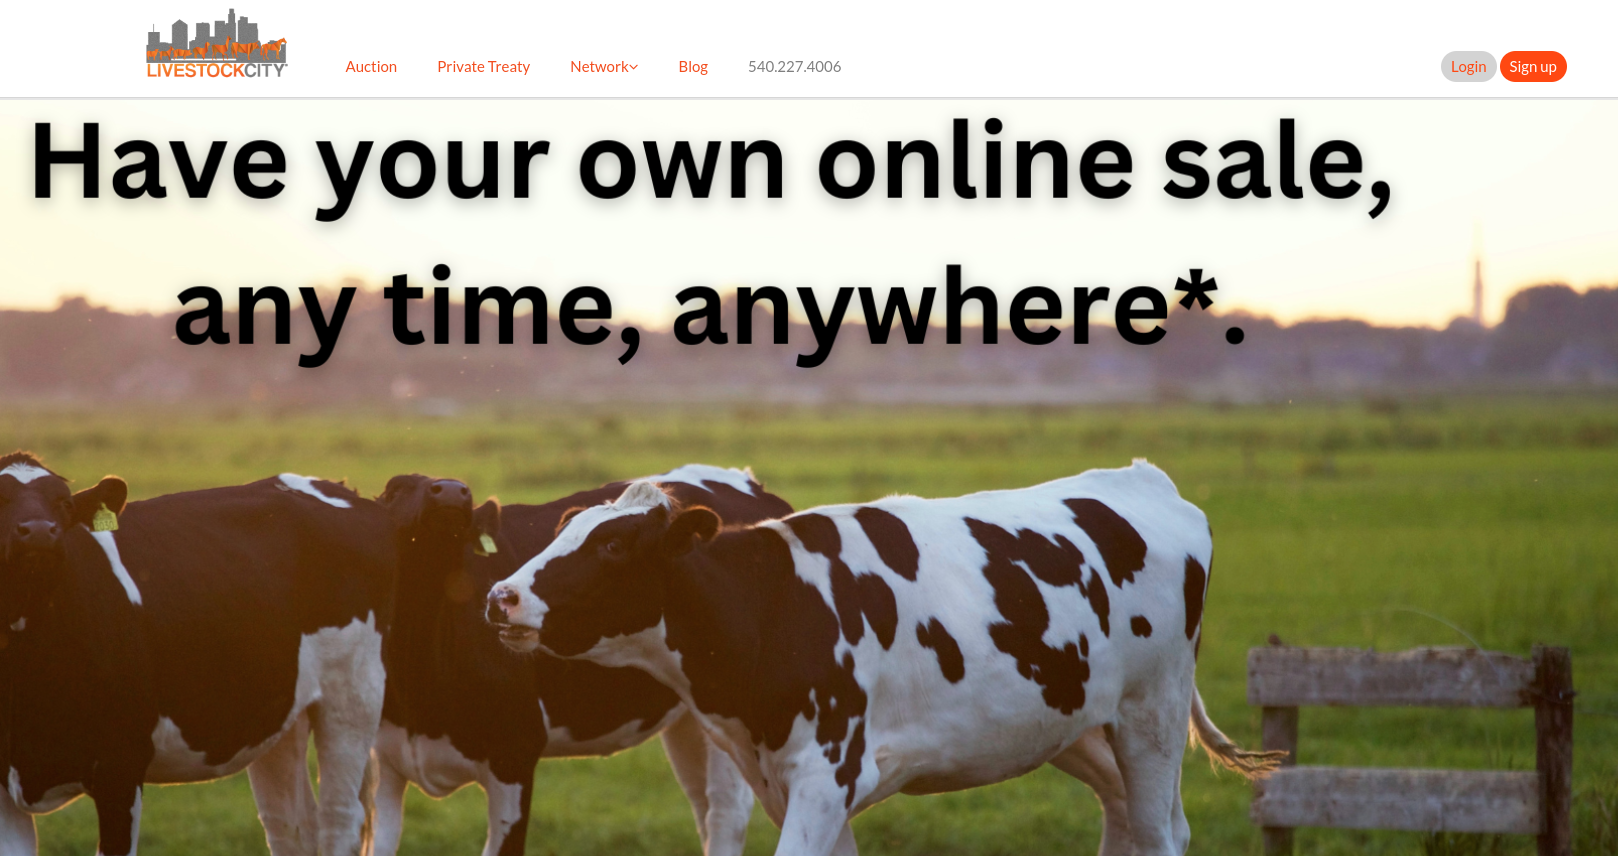 LIVESTOCKCITY
Auction
Private Treaty
Network
Blog
540.227.4006
Login
Sign up
Have your own online sale,
any time, anywhere*.